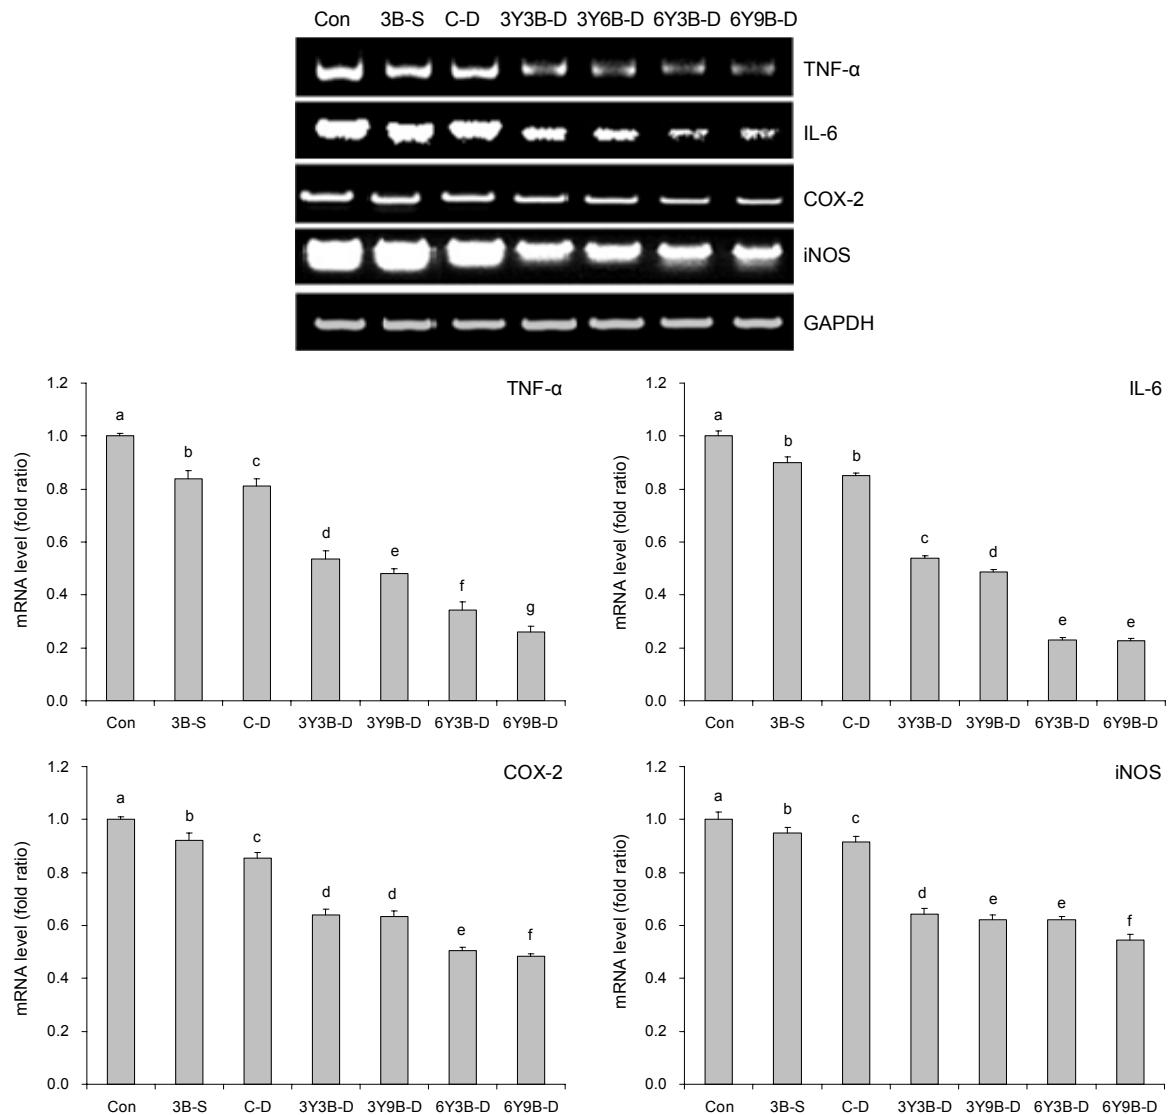 Con 3B-S C-D 3Y3B-D 3Y6B-D 6Y3B-D 6Y9B-D
TNF-α
IL-6
COX-2
iNOS
GAPDH
TNF-α
mRNA level (fold ratio)
1.2
1.0
0.8
0.6
0.4
0.2
0.0
a
b
c
d
e
f
g
Con 3B-S C-D 3Y3B-D 3Y9B-D 6Y3B-D 6Y9B-D
IL-6
mRNA level (fold ratio)
1.2
1.0
0.8
0.6
0.4
0.2
0.0
a
b
b
c
d
e
e
Con 3B-S C-D 3Y3B-D 3Y9B-D 6Y3B-D 6Y9B-D
COX-2
mRNA level (fold ratio)
1.2
1.0
0.8
0.6
0.4
0.2
0.0
a
b
c
d
d
e
f
Con 3B-S C-D 3Y3B-D 3Y9B-D 6Y3B-D 6Y9B-D
iNOS
mRNA level (fold ratio)
1.2
1.0
0.8
0.6
0.4
0.2
0.0
a
b
c
d
e
e
f
Con 3B-S C-D 3Y3B-D 3Y9B-D 6Y3B-D 6Y9B-D